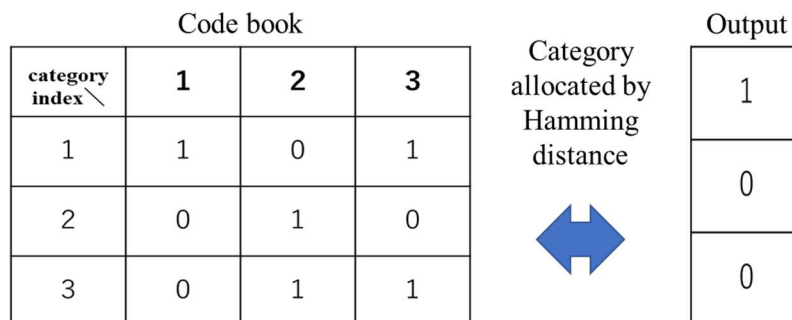 Code book
category
index
1 2 3
1 1 0 1
2 0 1 0
3 0 1 1
Category
allocated by
Hamming
distance
Output
1
0
0